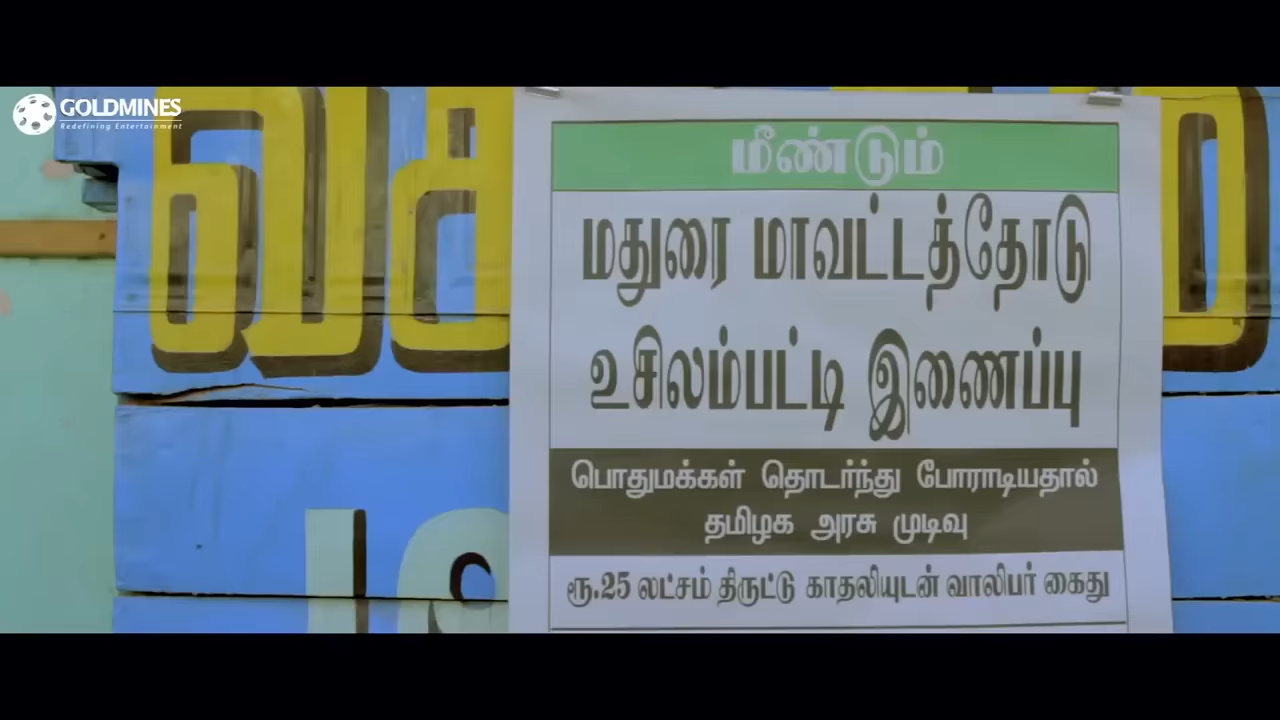 GOLDMINES
Redefining Entertainment
மீண்டும்
மதுரை மாவட்டத்தோடு
உசிலம்பட்டி இணைப்பு
பொதுமக்கள் தொடர்ந்து போராடியதால்
தமிழக அரசு முடிவு
ரூ.25 லட்சம் திருட்டு காதலியுடன் வாலிபர் கைது